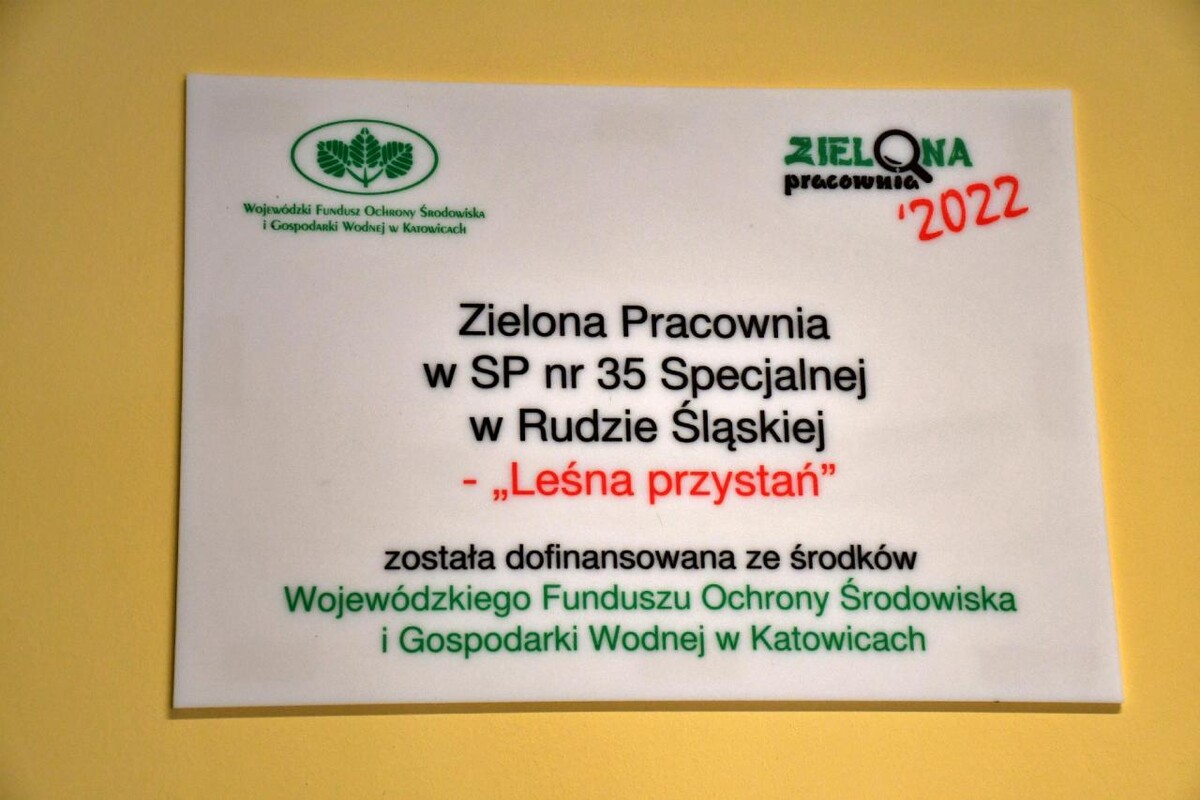 Wojewódzki Fundusz Ochrony Środowiska
i Gospodarki Wodnej w Katowicach
ZIELONA
pracownia
'2022
Zielona Pracownia
w SP nr 35 Specjalnej
w Rudzie Śląskiej
- „Leśna przystań”
została dofinansowana ze środków
Wojewódzkiego Funduszu Ochrony Środowiska
i Gospodarki Wodnej w Katowicach